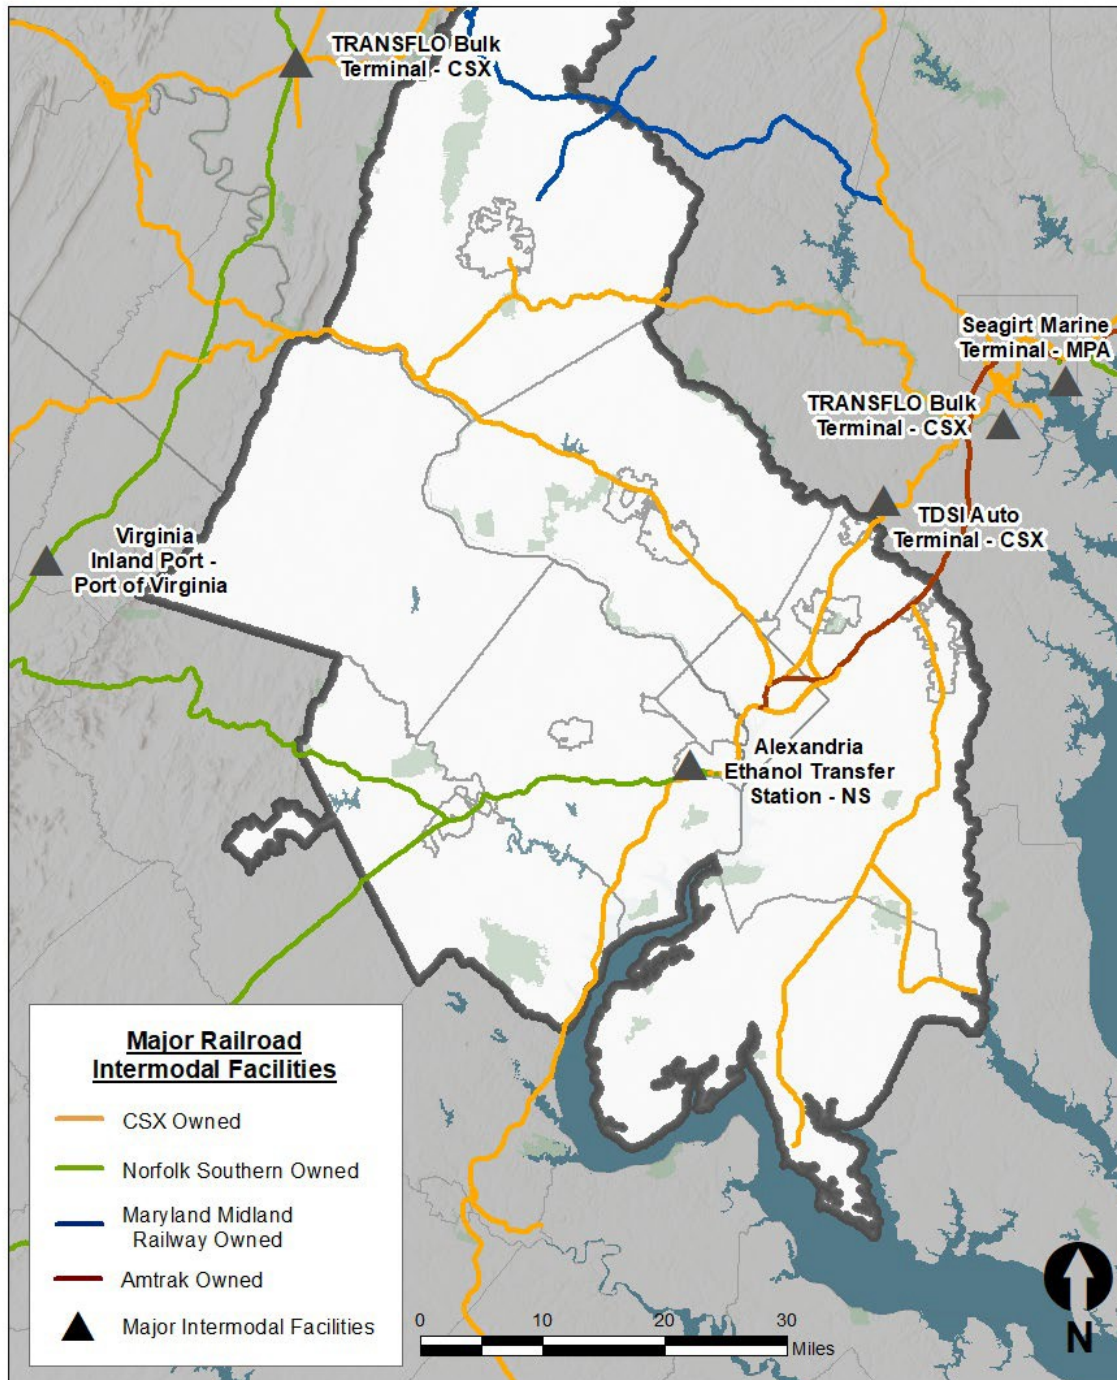 TRANSFLO Bulk
Terminal - CSX
Seagirt Marine
Terminal - MPA
TRANSFLO Bulk
Terminal - CSX
TDSI Auto
Terminal - CSX
Virginia
Inland Port -
Port of Virginia
Alexandria
Ethanol Transfer
Station - NS
Major Railroad
Intermodal Facilities
CSX Owned
Norfolk Southern Owned
Maryland Midland
Railway Owned
Amtrak Owned
Major Intermodal Facilities
0 10 20 30
Miles
N